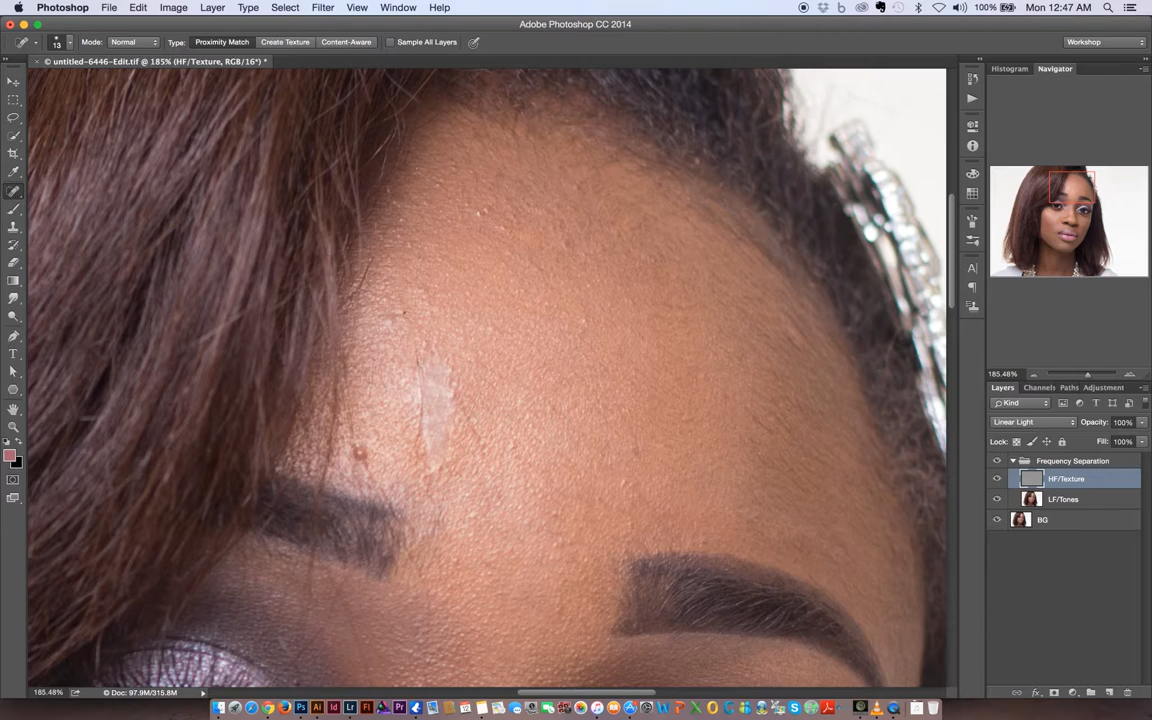 Photoshop File Edit Image Layer Type Select Filter View Window Help 100% Mon 12:47 AM
Adobe Photoshop CC 2014
13 Mode: Normal Type: Proximity Match Create Texture Content-Aware Sample All Layers Workshop
× © untitled-6446-Edit.tif @ 185% (HF/Texture, RGB/16*) *
Histogram Navigator
185.48%
Layers Channels Paths Adjustment
Kind
Linear Light Opacity: 100%
Lock: Fill: 100%
Frequency Separation
HF/Texture
LF/Tones
BG
185.48% Doc: 97.9M/315.8M